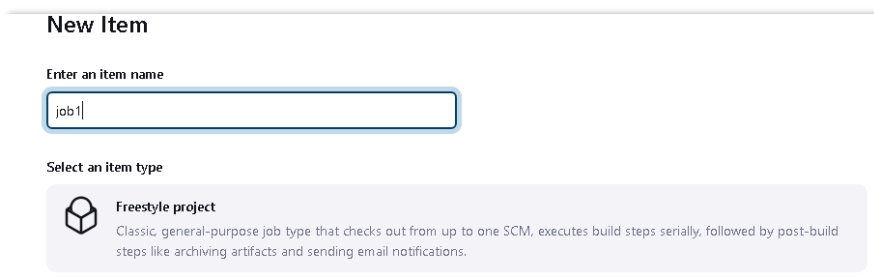 New Item
Enter an item name
job1
Select an item type
Freestyle project
Classic, general-purpose job type that checks out from up to one SCM, executes build steps serially, followed by post-build
steps like archiving artifacts and sending email notifications.